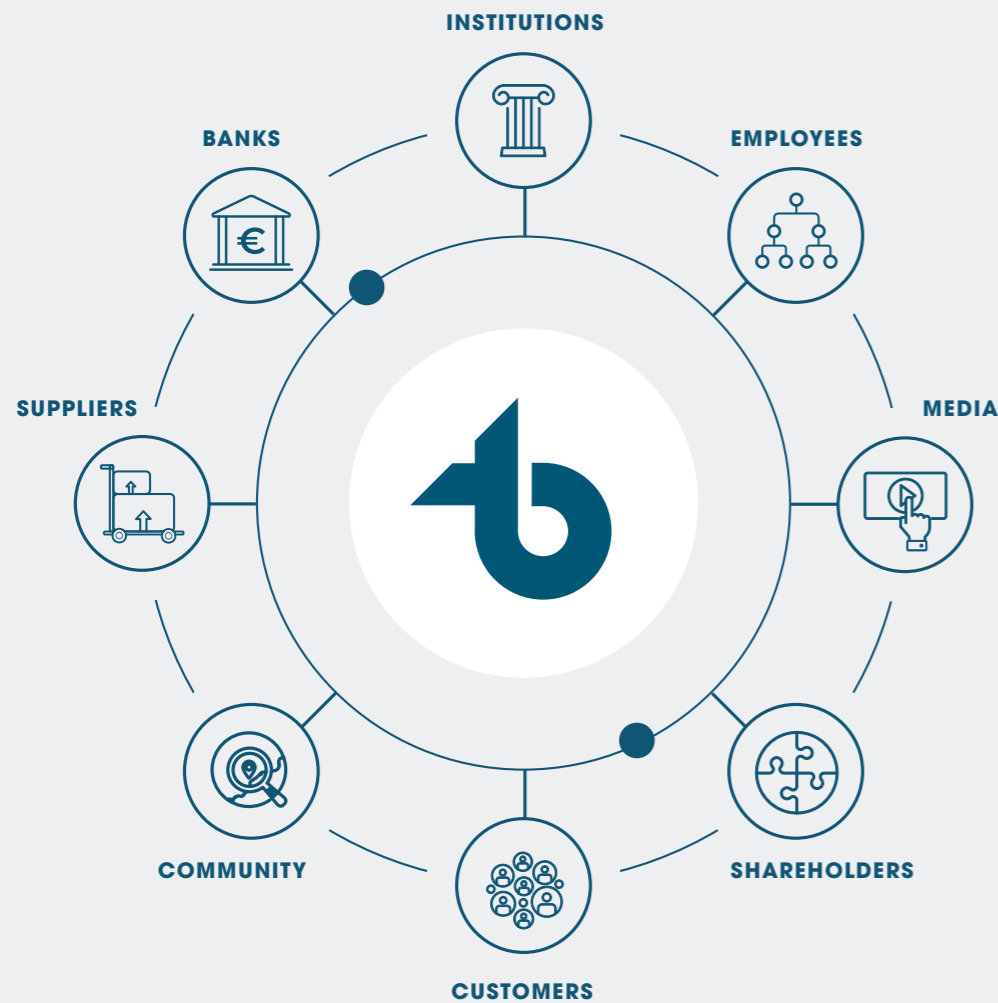 INSTITUTIONS
BANKS
EMPLOYEES
€
SUPPLIERS
MEDIA
COMMUNITY
SHAREHOLDERS
CUSTOMERS